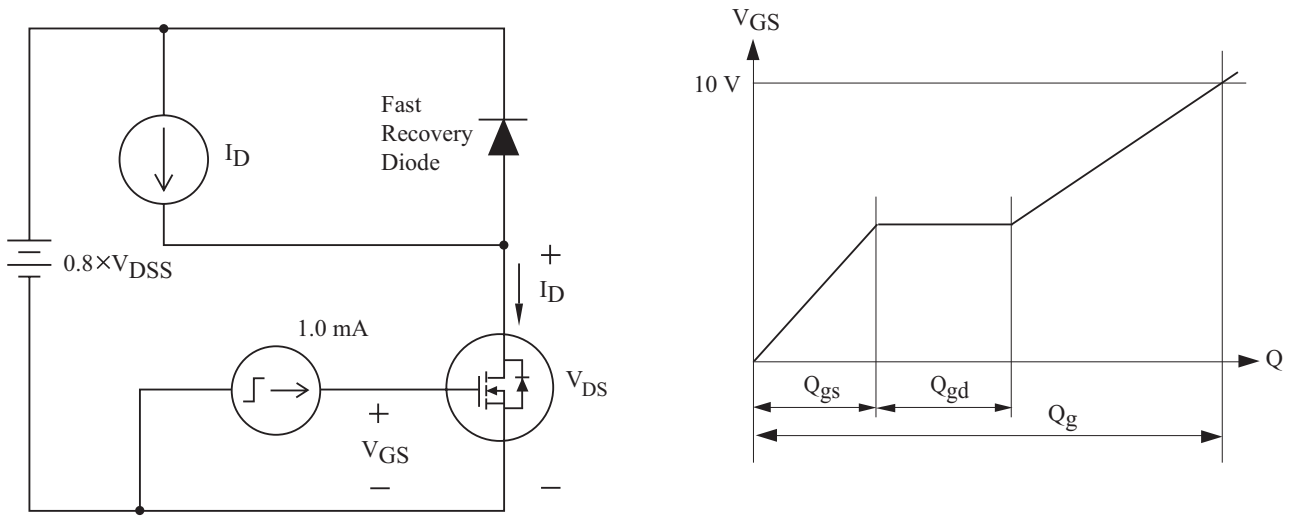 Fast
Recovery
Diode
I_D
0.8×V_DSS
+
I_D
1.0 mA
V_DS
+
V_GS
−
−
V_GS
10 V
Q
Q_gs
Q_gd
Q_g